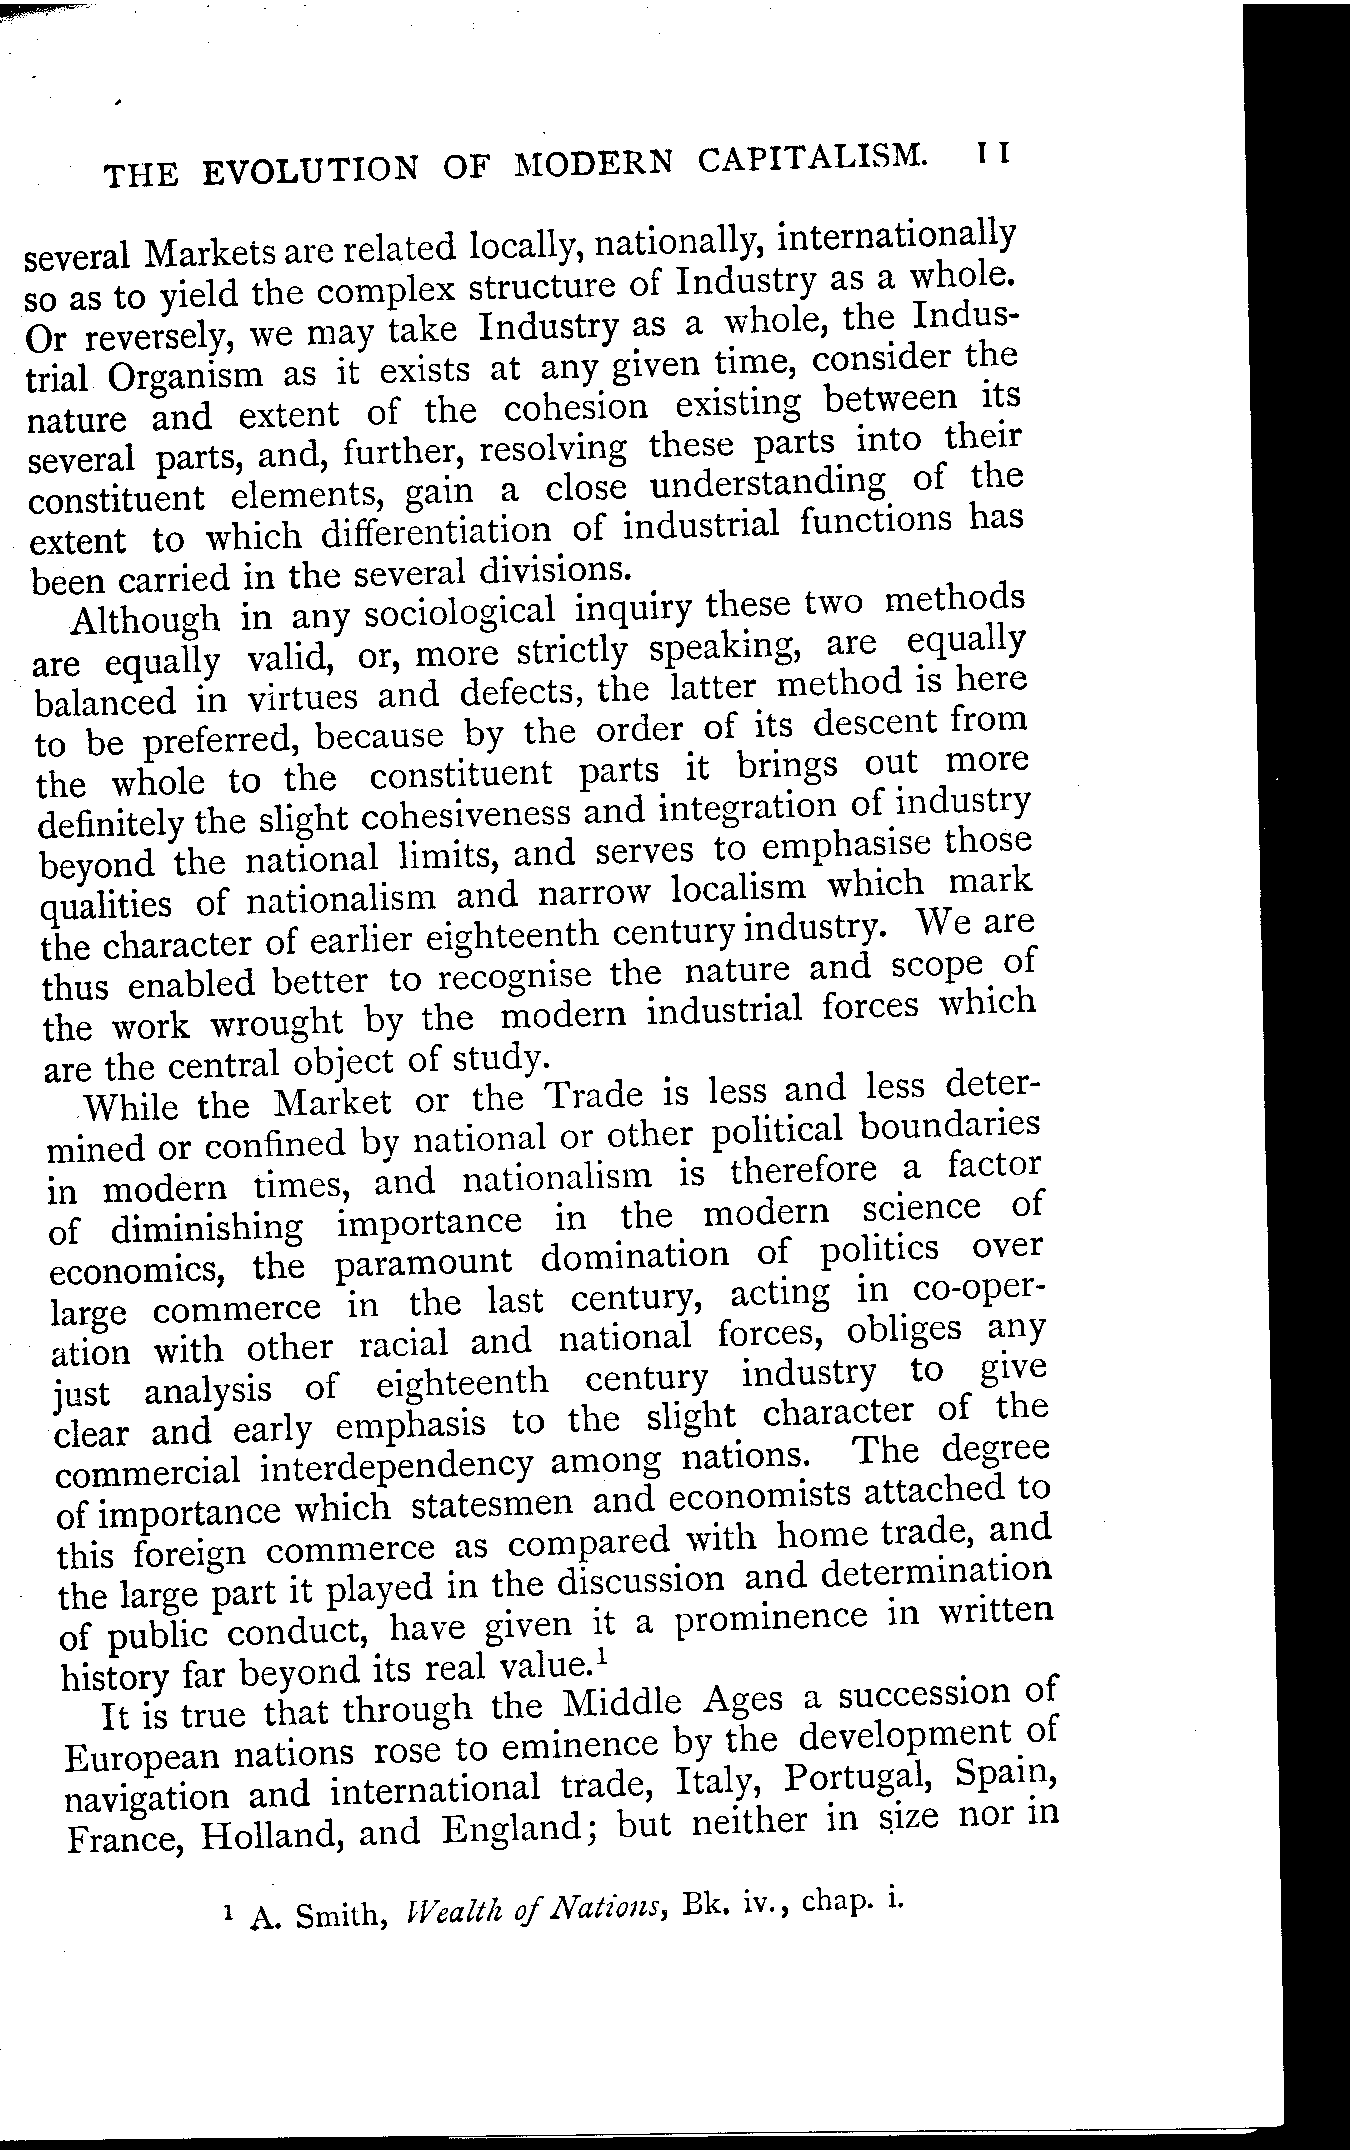 THE EVOLUTION OF MODERN CAPITALISM. 11
several Markets are related locally, nationally, internationally
so as to yield the complex structure of Industry as a whole.
Or reversely, we may take Industry as a whole, the Indus-
trial Organism as it exists at any given time, consider the
nature and extent of the cohesion existing between its
several parts, and, further, resolving these parts into their
constituent elements, gain a close understanding of the
extent to which differentiation of industrial functions has
been carried in the several divisions.
Although in any sociological inquiry these two methods
are equally valid, or, more strictly speaking, are equally
balanced in virtues and defects, the latter method is here
to be preferred, because by the order of its descent from
the whole to the constituent parts it brings out more
definitely the slight cohesiveness and integration of industry
beyond the national limits, and serves to emphasise those
qualities of nationalism and narrow localism which mark
the character of earlier eighteenth century industry. We are
thus enabled better to recognise the nature and scope of
the work wrought by the modern industrial forces which
are the central object of study.
While the Market or the Trade is less and less deter-
mined or confined by national or other political boundaries
in modern times, and nationalism is therefore a factor
of diminishing importance in the modern science of
economics, the paramount domination of politics over
large commerce in the last century, acting in co-oper-
ation with other racial and national forces, obliges any
just analysis of eighteenth century industry to give
clear and early emphasis to the slight character of the
commercial interdependency among nations. The degree
of importance which statesmen and economists attached to
this foreign commerce as compared with home trade, and
the large part it played in the discussion and determination
of public conduct, have given it a prominence in written
history far beyond its real value.¹
It is true that through the Middle Ages a succession of
European nations rose to eminence by the development of
navigation and international trade, Italy, Portugal, Spain,
France, Holland, and England; but neither in size nor in
¹ A. Smith, Wealth of Nations, Bk. iv., chap. i.